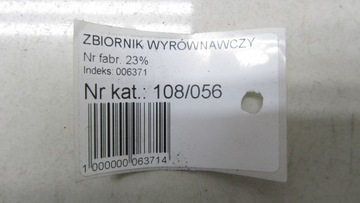 ZBIORNIK WYRÓWNAWCZY
Nr fabr. 23%
Indeks: 006371
Nr kat.: 108/056
1 000000 063714